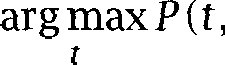 arg max P(t,
t